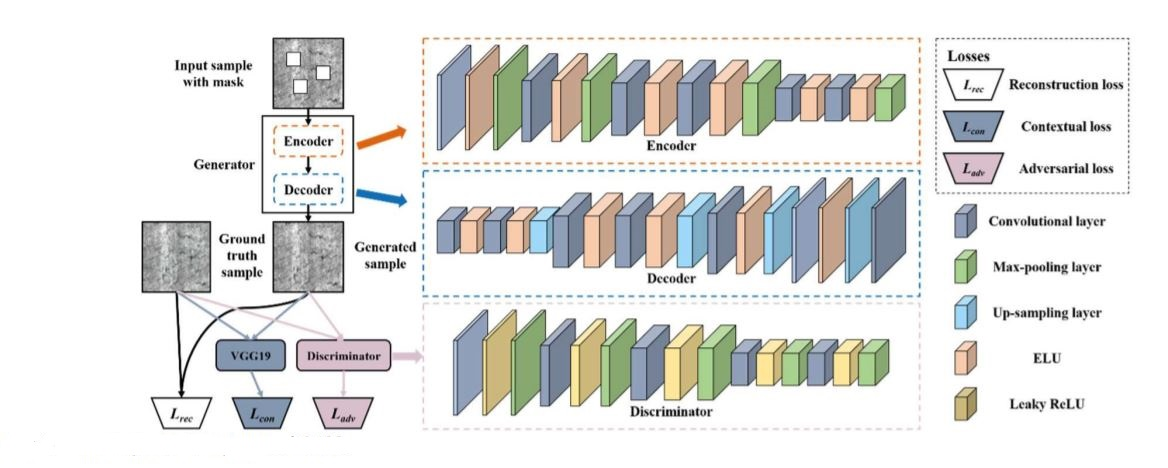 Input sample
with mask
Encoder
Generator
Decoder
Ground
truth
sample
Generated
sample
VGG19
Discriminator
Lrec
Lcon
Ladv
Encoder
Decoder
Discriminator
Losses
Lrec Reconstruction loss
Lcon Contextual loss
Ladv Adversarial loss
Convolutional layer
Max-pooling layer
Up-sampling layer
ELU
Leaky ReLU